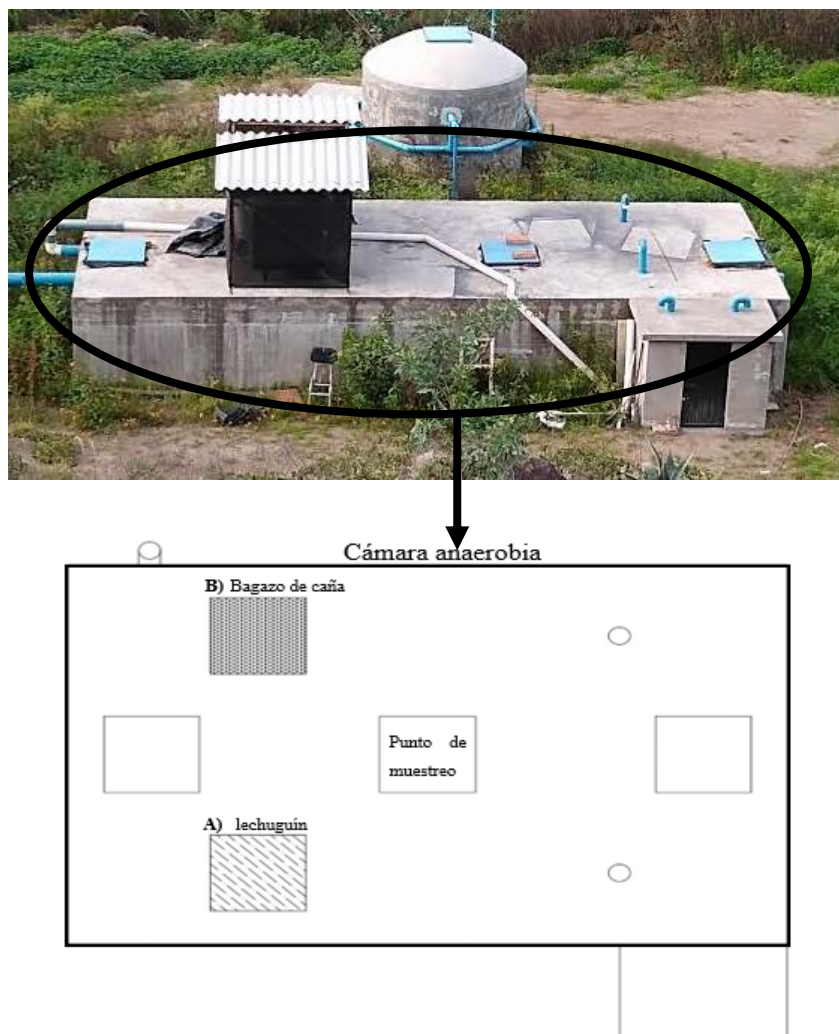 Cámara anaerobia
B) Bagazo de caña
Punto de
muestreo
A) lechuguín